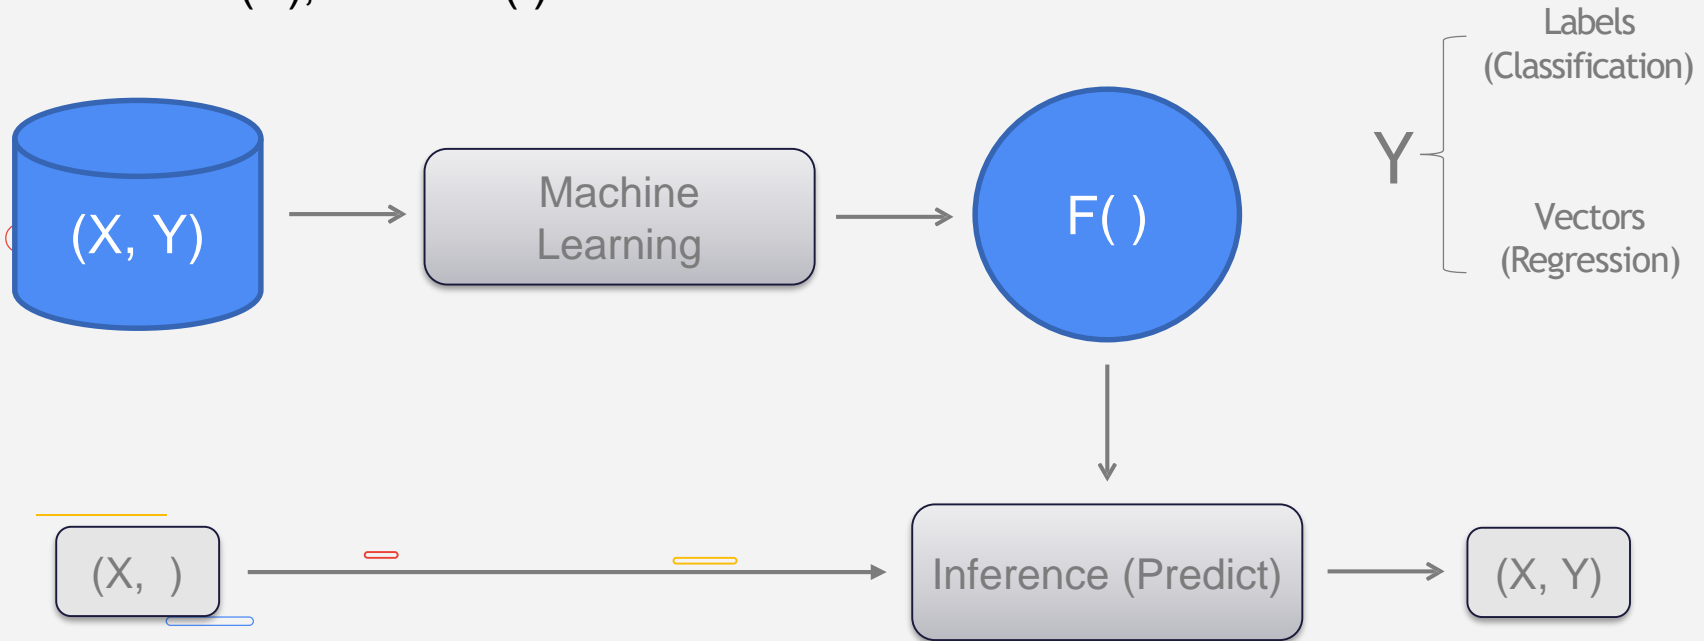 Labels
(Classification)
(X, Y)
Machine
Learning
F( )
Y
Vectors
(Regression)
(X,  )
Inference (Predict)
(X, Y)